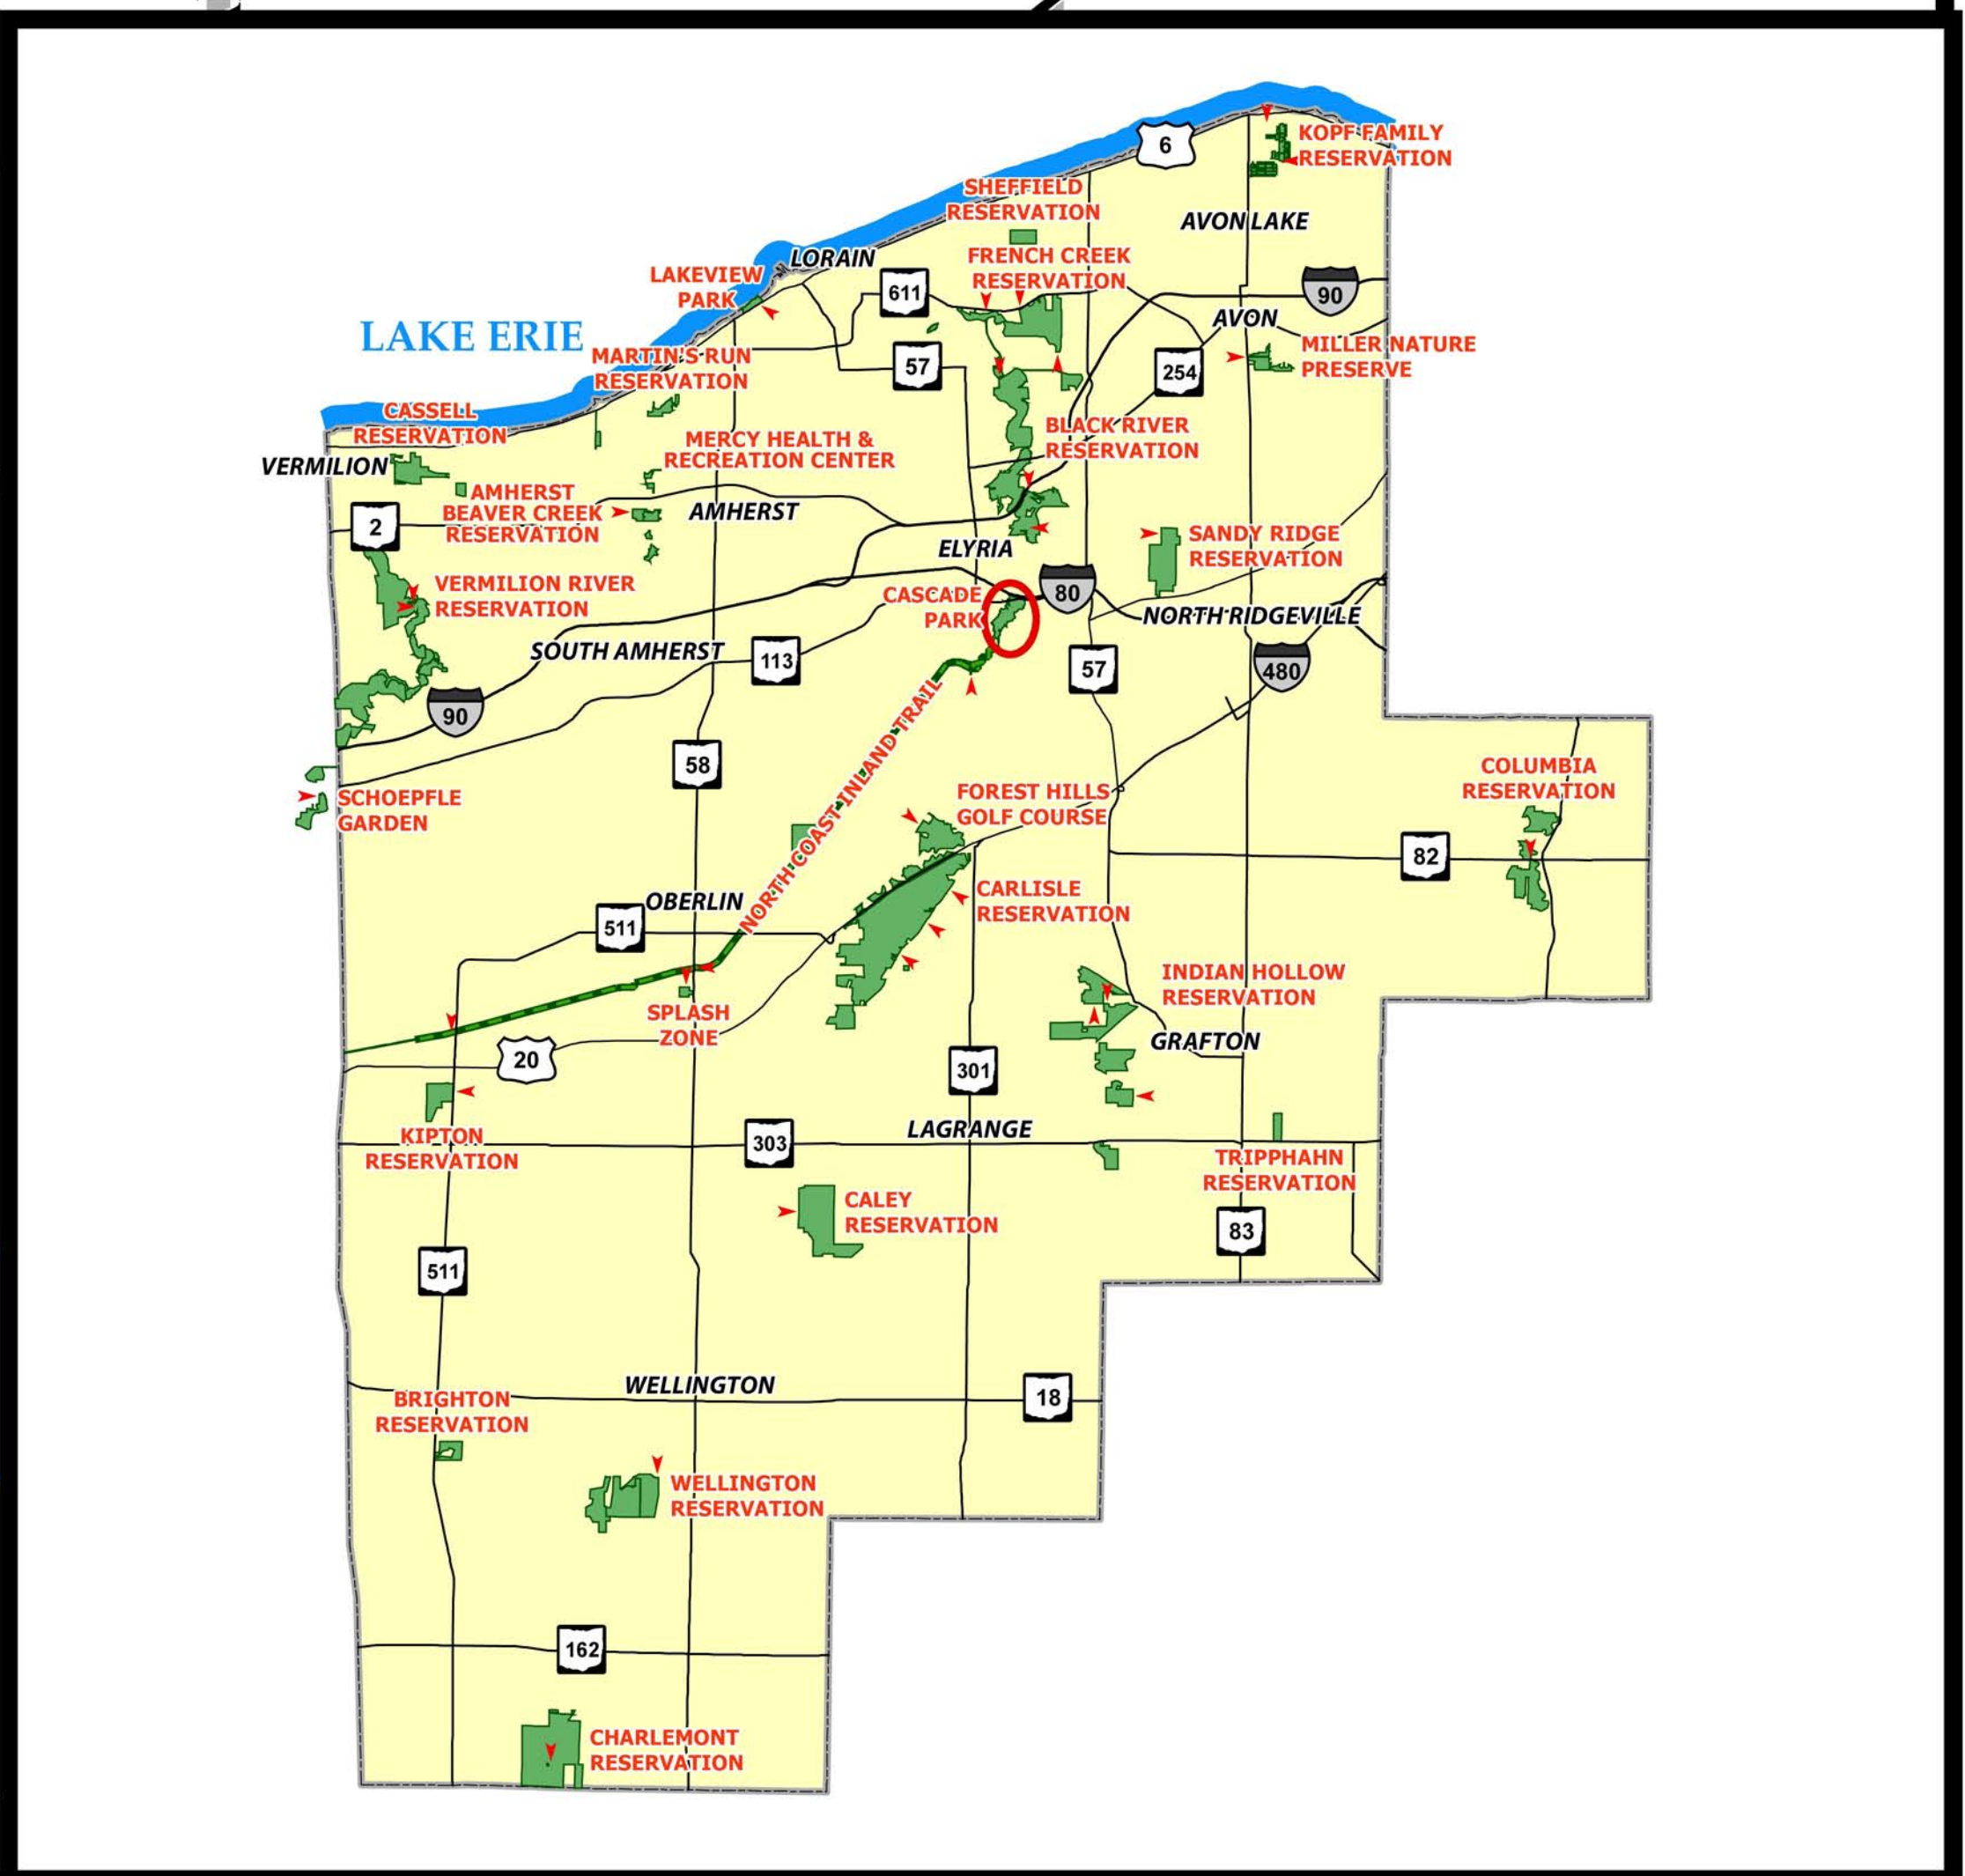 6
KOPF FAMILY
RESERVATION
SHEFFIELD
RESERVATION
AVON LAKE
LORAIN
FRENCH CREEK
RESERVATION
LAKEVIEW
PARK
611
90
LAKE ERIE
AVON
MARTIN'S RUN
RESERVATION
57
254
MILLER NATURE
PRESERVE
CASSELL
RESERVATION
BLACK RIVER
RESERVATION
VERMILION
MERCY HEALTH &
RECREATION CENTER
AMHERST
BEAVER CREEK
RESERVATION
AMHERST
2
ELYRIA
SANDY RIDGE
RESERVATION
VERMILION RIVER
RESERVATION
CASCADE
PARK
80
NORTH RIDGEVILLE
SOUTH AMHERST
113
57
480
90
NORTH COAST INLAND TRAIL
58
COLUMBIA
RESERVATION
SCHOEPFLE
GARDEN
FOREST HILLS
GOLF COURSE
82
OBERLIN
CARLISLE
RESERVATION
511
INDIAN HOLLOW
RESERVATION
SPLASH
ZONE
20
GRAFTON
301
KIPTON
RESERVATION
303
LAGRANGE
TRIPPHAHN
RESERVATION
CALEY
RESERVATION
83
511
WELLINGTON
18
BRIGHTON
RESERVATION
WELLINGTON
RESERVATION
162
CHARLEMONT
RESERVATION